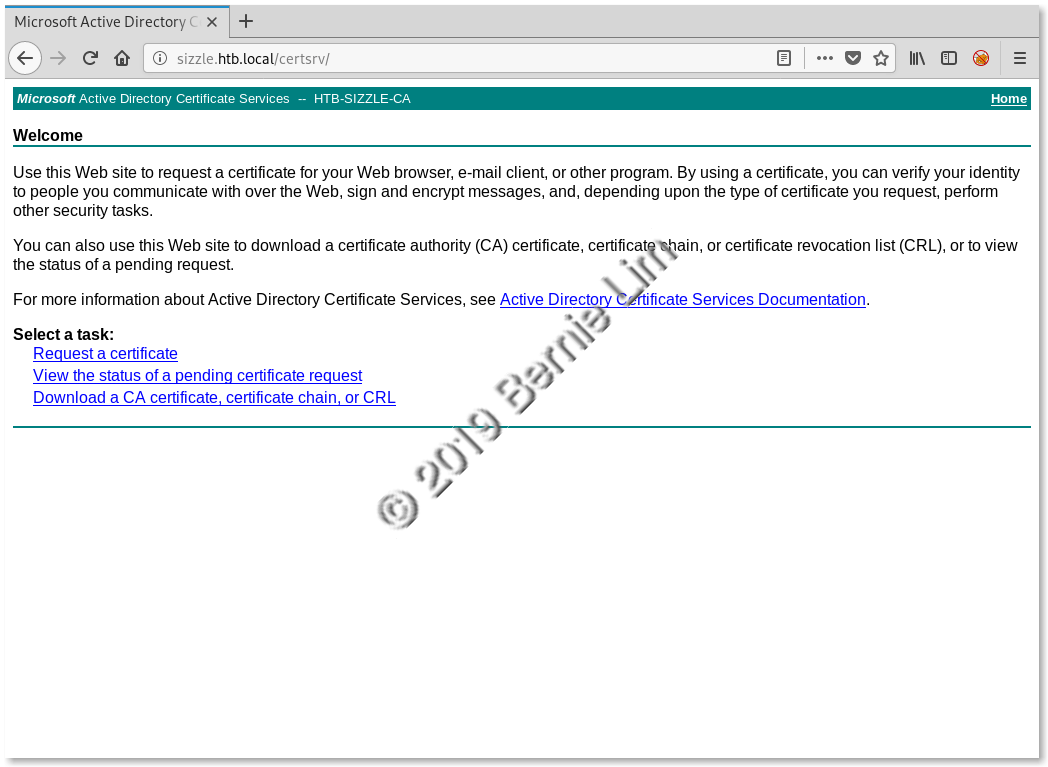 Microsoft Active Directory C
sizzle.htb.local/certsrv/
Microsoft Active Directory Certificate Services -- HTB-SIZZLE-CA
Home
Welcome
Use this Web site to request a certificate for your Web browser, e-mail client, or other program. By using a certificate, you can verify your identity
to people you communicate with over the Web, sign and encrypt messages, and, depending upon the type of certificate you request, perform
other security tasks.
You can also use this Web site to download a certificate authority (CA) certificate, certificate chain, or certificate revocation list (CRL), or to view
the status of a pending request.
For more information about Active Directory Certificate Services, see Active Directory Certificate Services Documentation.
Select a task:
Request a certificate
View the status of a pending certificate request
Download a CA certificate, certificate chain, or CRL
© 2019 Bernie Lim